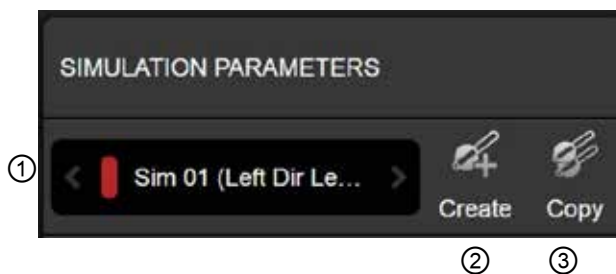 SIMULATION PARAMETERS
① Sim 01 (Left Dir Le...
Create Copy
② ③